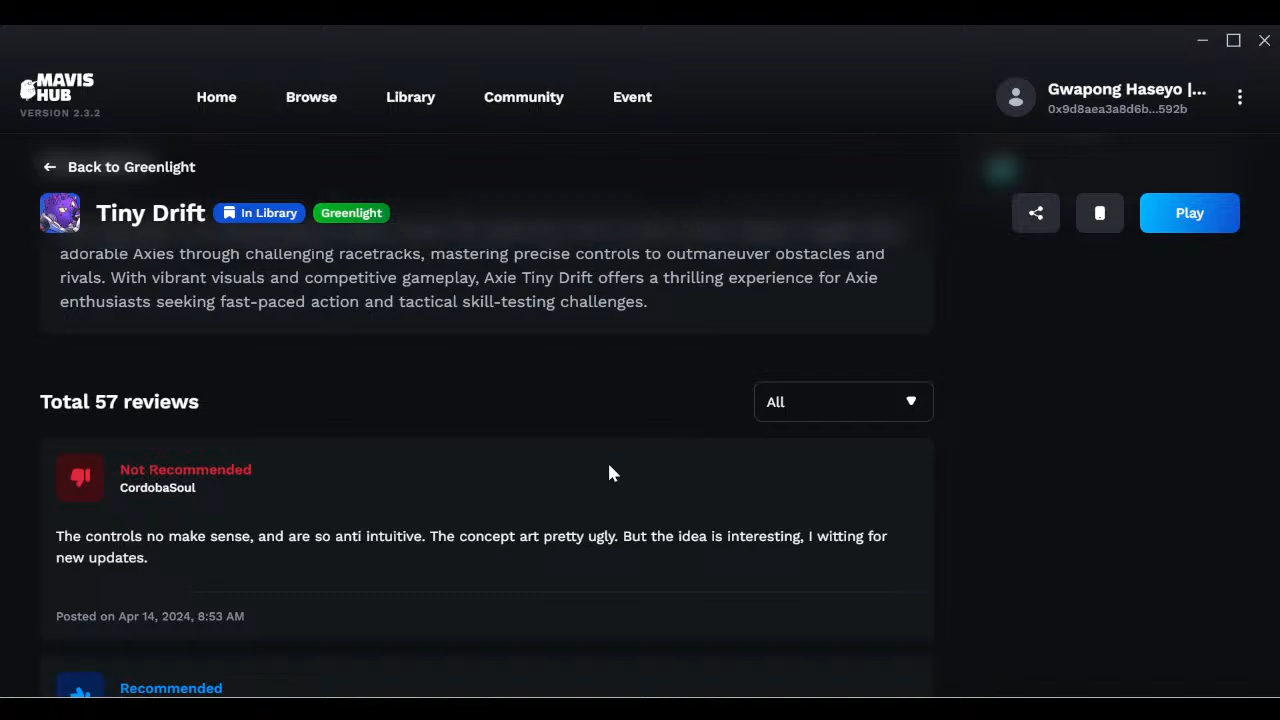 MAVIS
HUB
VERSION 2.3.2
Home
Browse
Library
Community
Event
Gwapong Haseyo |...
0x9d8aea3a8d6b...592b
Back to Greenlight
Tiny Drift
In Library
Greenlight
Play
adorable Axies through challenging racetracks, mastering precise controls to outmaneuver obstacles and
rivals. With vibrant visuals and competitive gameplay, Axie Tiny Drift offers a thrilling experience for Axie
enthusiasts seeking fast-paced action and tactical skill-testing challenges.
Total 57 reviews
All
Not Recommended
CordobaSoul
The controls no make sense, and are so anti intuitive. The concept art pretty ugly. But the idea is interesting, I witting for
new updates.
Posted on Apr 14, 2024, 8:53 AM
Recommended